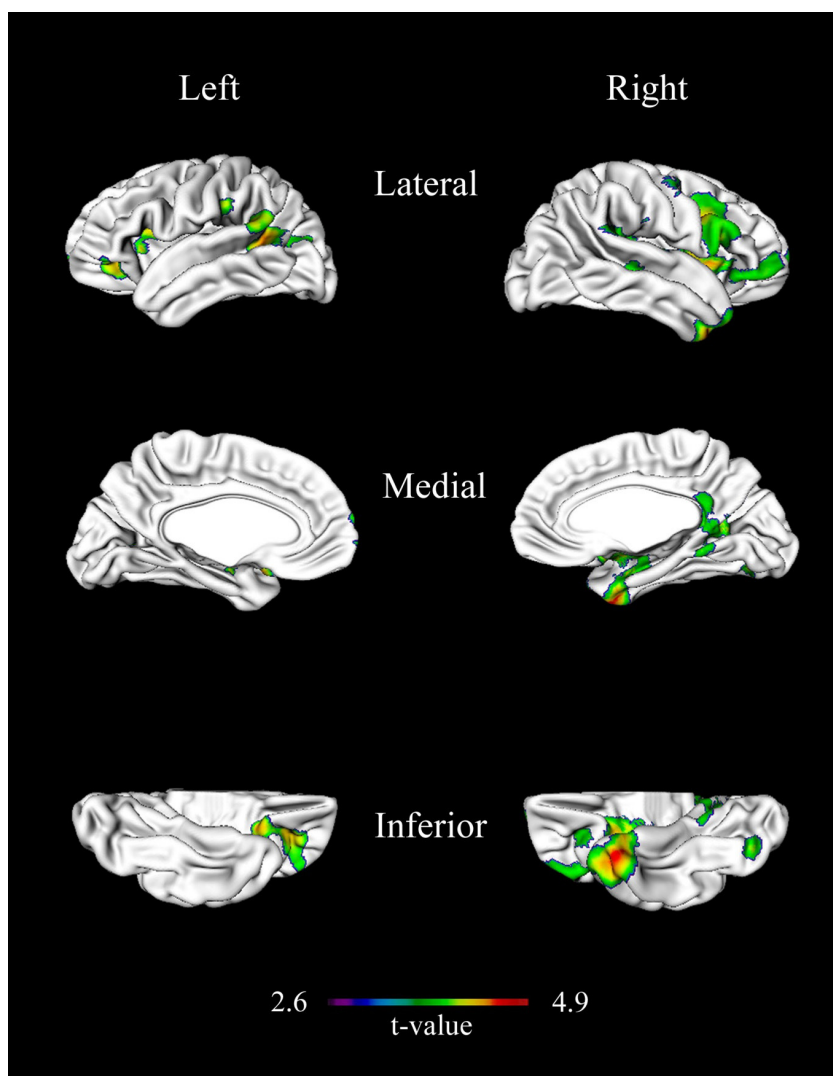 Left Right
Lateral
Medial
Inferior
2.6 4.9
t-value